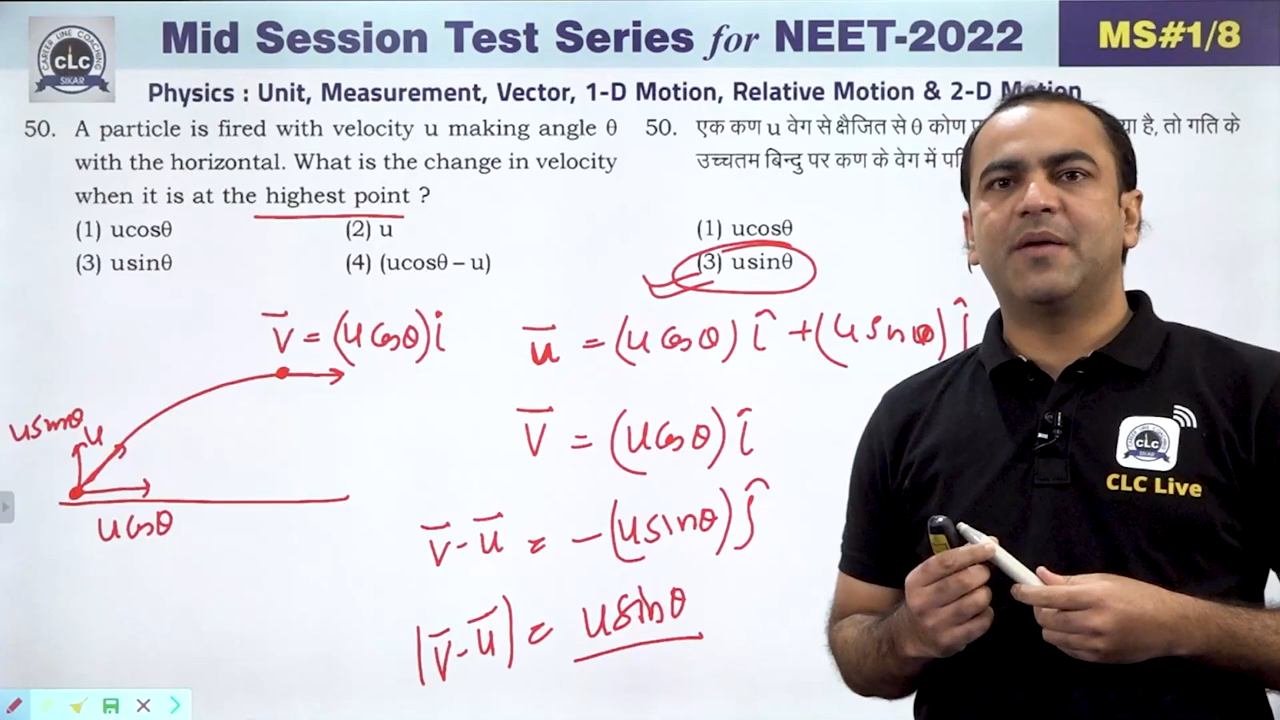 Mid Session Test Series for NEET-2022
MS#1/8
CAREER LINE COACHING
CLC
SIKAR
Physics : Unit, Measurement, Vector, 1-D Motion, Relative Motion & 2-D Motion
50. A particle is fired with velocity u making angle θ
with the horizontal. What is the change in velocity
when it is at the highest point ?
(1) ucosθ (2) u
(3) usinθ (4) (ucosθ – u)
50. एक कण u वेग से क्षैजित से θ कोण है, तो गति के
उच्चतम बिन्दु पर कण के वेग में
(1) ucosθ
(3) usinθ
v̅ = (u cosθ) i
usinθ
u
u cosθ
u̅ = (u cosθ) î + (u sinθ) ĵ
v̅ = (u cosθ) î
v̅ - u̅ = -(u sinθ) ĵ
|v̅ - u̅| = u sinθ
CLC
SIKAR
CLC Live